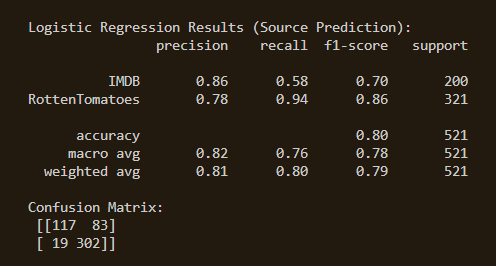 Logistic Regression Results (Source Prediction):
precision recall f1-score support
IMDB 0.86 0.58 0.70 200
RottenTomatoes 0.78 0.94 0.86 321
accuracy 0.80 521
macro avg 0.82 0.76 0.78 521
weighted avg 0.81 0.80 0.79 521
Confusion Matrix:
[[117 83]
[ 19 302]]